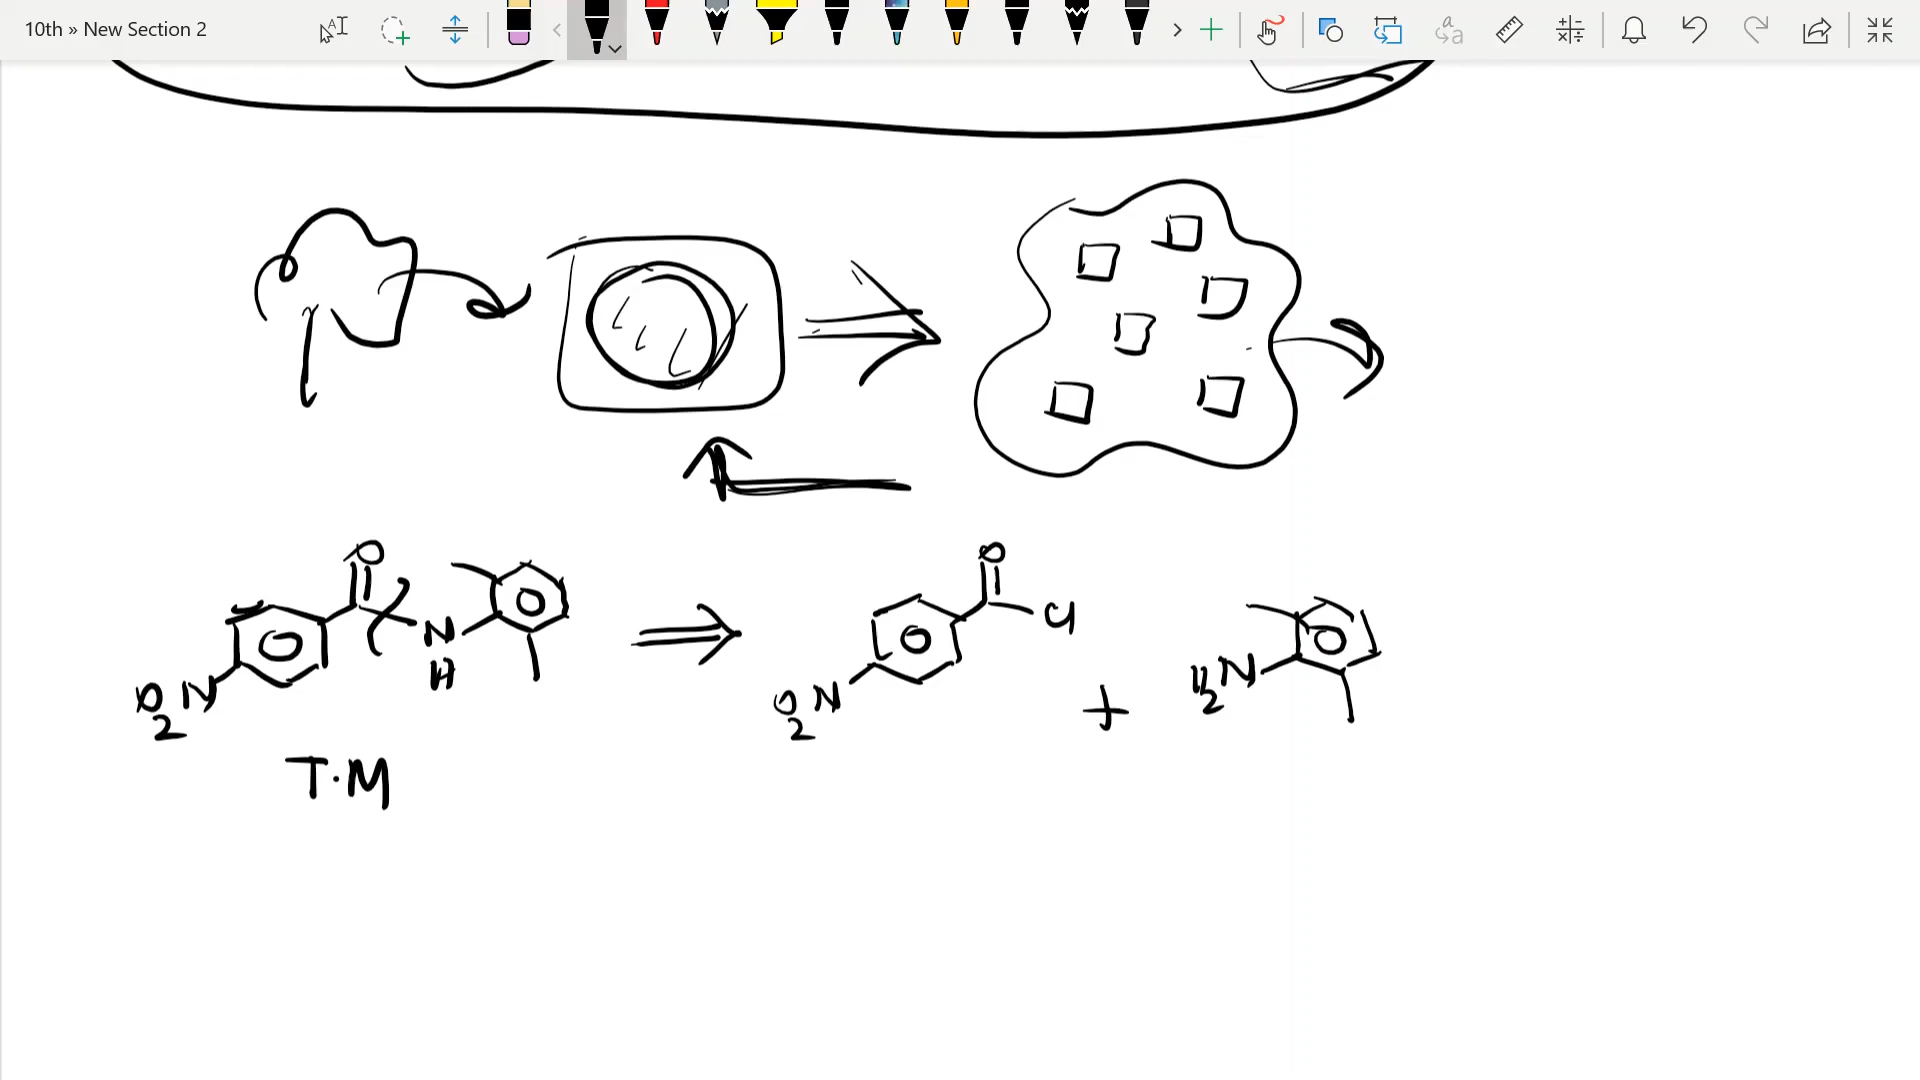 10th » New Section 2
O
O
N
H
O2N
Cl
O2N
+
H2N
T.M